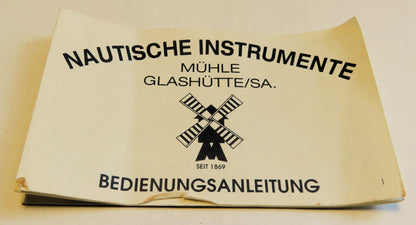 NAUTISCHE INSTRUMENTE
MÜHLE
GLASHÜTTE/SA.
M
SEIT 1869
BEDIENUNGSANLEITUNG
1